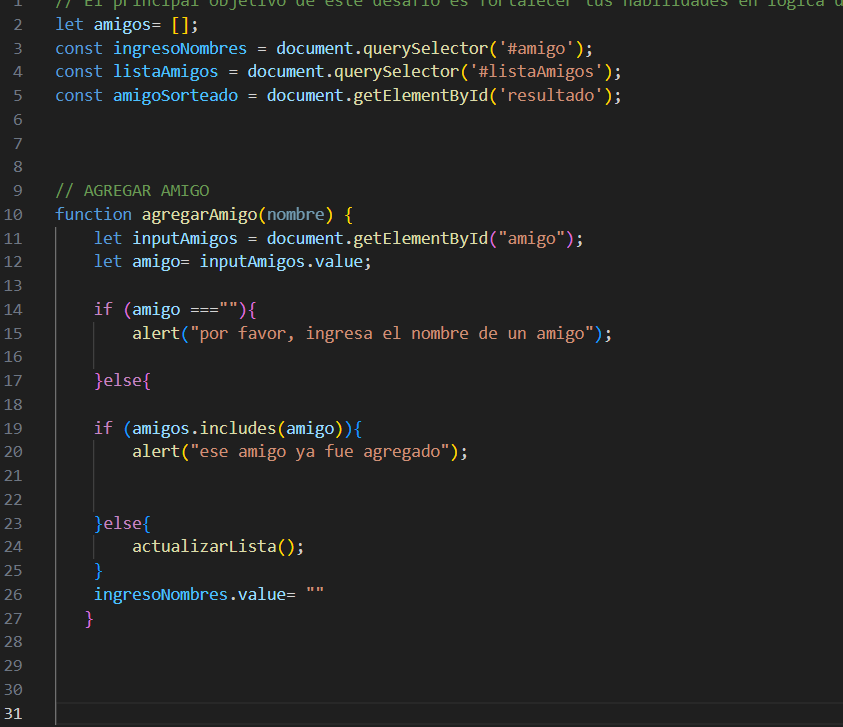 1 // El principal objetivo de este desafío es fortalecer tus habilidades en lógica d
2 let amigos= [];
3 const ingresoNombres = document.querySelector('#amigo');
4 const listaAmigos = document.querySelector('#listaAmigos');
5 const amigoSorteado = document.getElementById('resultado');
6
7
8
9 // AGREGAR AMIGO
10 function agregarAmigo(nombre) {
11 let inputAmigos = document.getElementById("amigo");
12 let amigo= inputAmigos.value;
13
14 if (amigo ===""){
15 alert("por favor, ingresa el nombre de un amigo");
16
17 }else{
18
19 if (amigos.includes(amigo)){
20 alert("ese amigo ya fue agregado");
21
22
23 }else{
24 actualizarLista();
25 }
26 ingresoNombres.value= ""
27 }
28
29
30
31